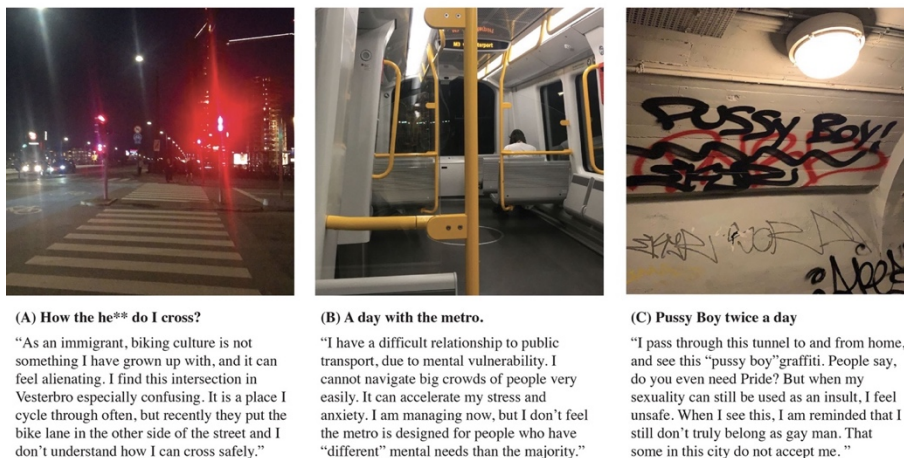 PUSSY BOY!
(A) How the he** do I cross?
“As an immigrant, biking culture is not
something I have grown up with, and it can
feel alienating. I find this intersection in
Vesterbro especially confusing. It is a place I
cycle through often, but recently they put the
bike lane in the other side of the street and I
don’t understand how I can cross safely.”
(B) A day with the metro.
“I have a difficult relationship to public
transport, due to mental vulnerability. I
cannot navigate big crowds of people very
easily. It can accelerate my stress and
anxiety. I am managing now, but I don’t feel
the metro is designed for people who have
“different” mental needs than the majority.”
(C) Pussy Boy twice a day
“I pass through this tunnel to and from home,
and see this “pussy boy”graffiti. People say,
do you even need Pride? But when my
sexuality can still be used as an insult, I feel
unsafe. When I see this, I am reminded that I
still don’t truly belong as gay man. That
some in this city do not accept me. ”